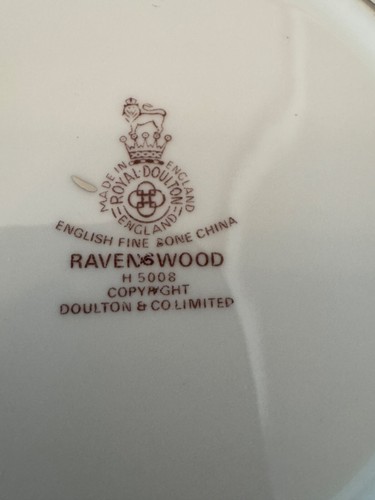 MADE IN ENGLAND
ROYAL·DOULTON
ENGLAND
ENGLISH FINE BONE CHINA
RAVENSWOOD
H 5008
COPYRIGHT
DOULTON & CO LIMITED